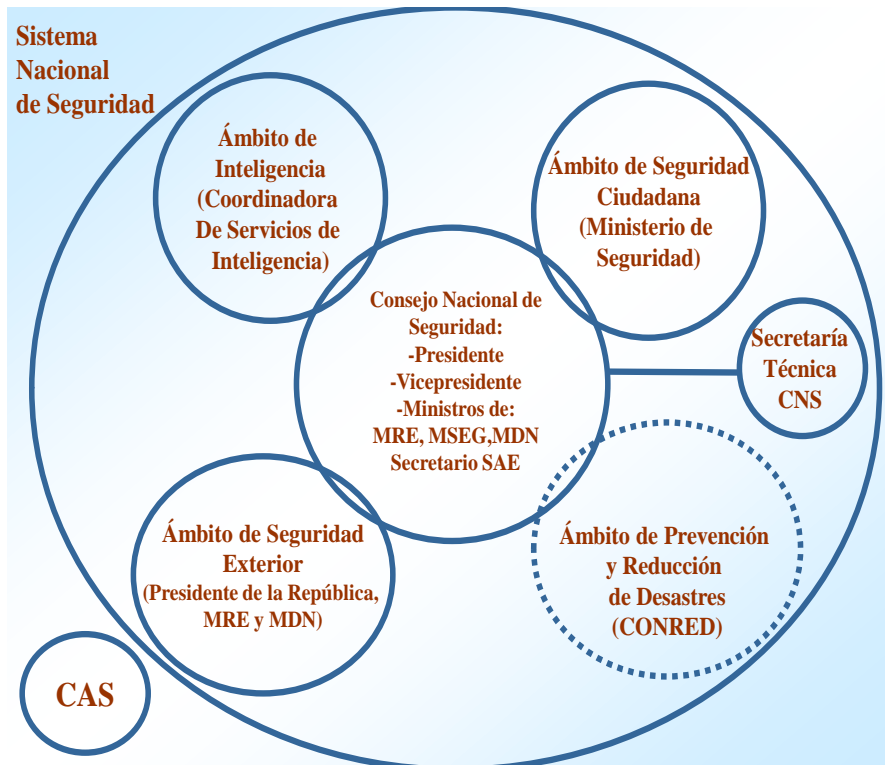 Sistema
Nacional
de Seguridad
Ámbito de
Inteligencia
(Coordinadora
De Servicios de
Inteligencia)
Ámbito de Seguridad
Ciudadana
(Ministerio de
Seguridad)
Consejo Nacional de
Seguridad:
-Presidente
-Vicepresidente
-Ministros de:
MRE, MSEG,MDN
Secretario SAE
Secretaría
Técnica
CNS
Ámbito de Seguridad
Exterior
(Presidente de la República,
MRE y MDN)
Ámbito de Prevención
y Reducción
de Desastres
(CONRED)
CAS